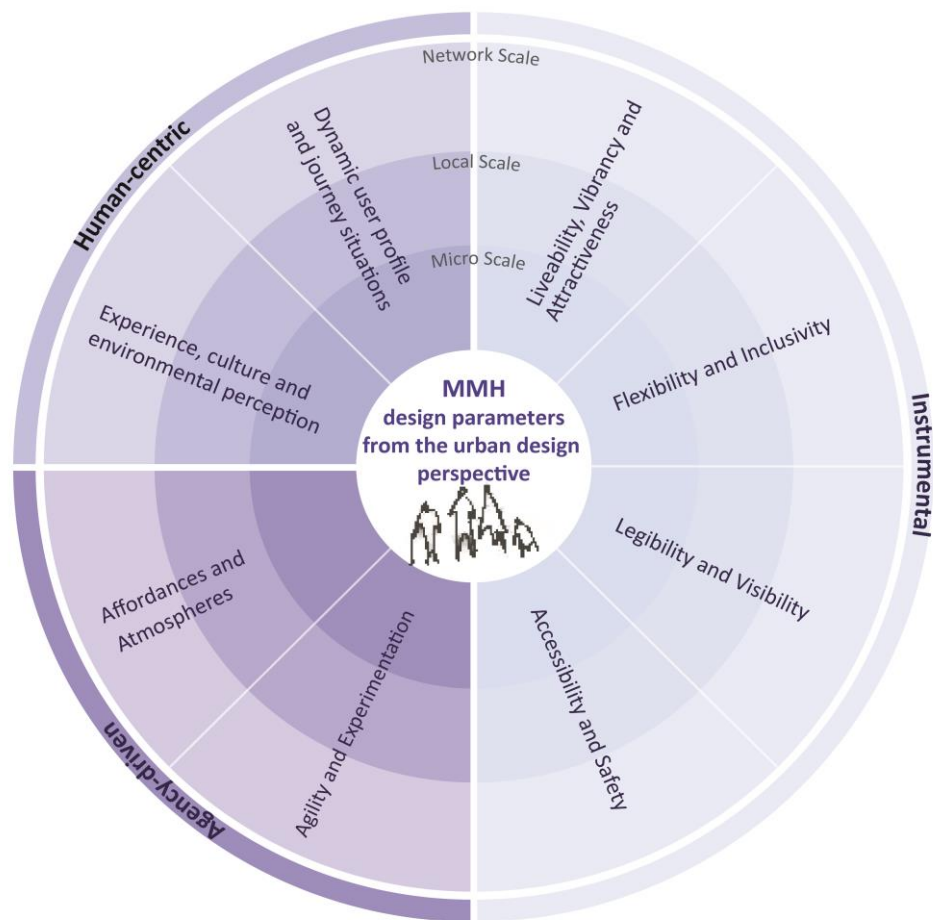 Network Scale
Local Scale
Micro Scale
Human-centric
Dynamic user profile
and journey situations
Experience, culture and
environmental perception
Liveability, Vibrancy and
Attractiveness
Flexibility and Inclusivity
Instrumental
MMH
design parameters
from the urban design
perspective
Legibility and Visibility
Accessibility and Safety
Affordances and
Atmospheres
Agility and Experimentation
Agency-driven